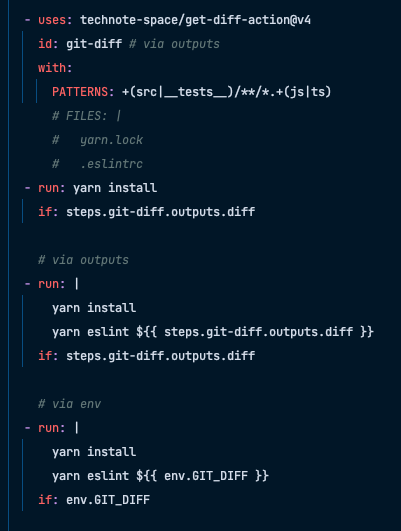 - uses: technote-space/get-diff-action@v4
  id: git-diff # via outputs
  with:
    PATTERNS: +(src|__tests__)/**/*.+(js|ts)
    # FILES: |
    #   yarn.lock
    #   .eslintrc
- run: yarn install
  if: steps.git-diff.outputs.diff

  # via outputs
- run: |
    yarn install
    yarn eslint ${{ steps.git-diff.outputs.diff }}
  if: steps.git-diff.outputs.diff

  # via env
- run: |
    yarn install
    yarn eslint ${{ env.GIT_DIFF }}
  if: env.GIT_DIFF